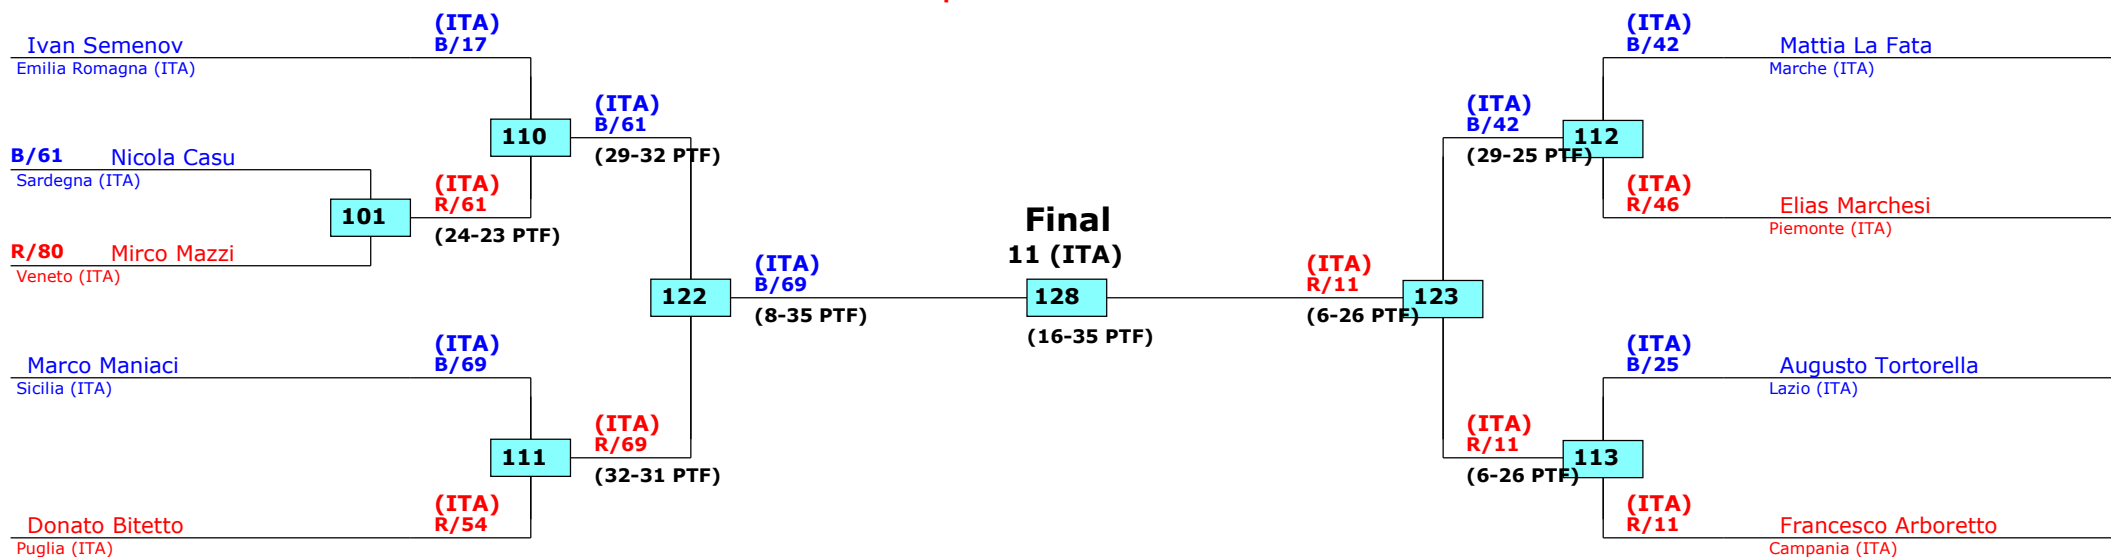 (ITA)
B/17
Ivan Semenov
Emilia Romagna (ITA)
110
(ITA)
B/61
(29-32 PTF)
B/61 Nicola Casu
Sardegna (ITA)
101
(ITA)
R/61
(24-23 PTF)
R/80 Mirco Mazzi
Veneto (ITA)
122
(ITA)
B/69
(8-35 PTF)
Marco Maniaci
Sicilia (ITA)
(ITA)
B/69
111
(ITA)
R/69
(32-31 PTF)
Donato Bitetto
Puglia (ITA)
(ITA)
R/54
Final
11 (ITA)
128
(16-35 PTF)
(ITA)
R/11
(6-26 PTF)
123
(ITA)
B/42
(29-25 PTF)
112
(ITA)
B/42
Mattia La Fata
Marche (ITA)
(ITA)
R/46
Elias Marchesi
Piemonte (ITA)
(ITA)
R/11
(6-26 PTF)
113
(ITA)
B/25
Augusto Tortorella
Lazio (ITA)
(ITA)
R/11
Francesco Arboretto
Campania (ITA)